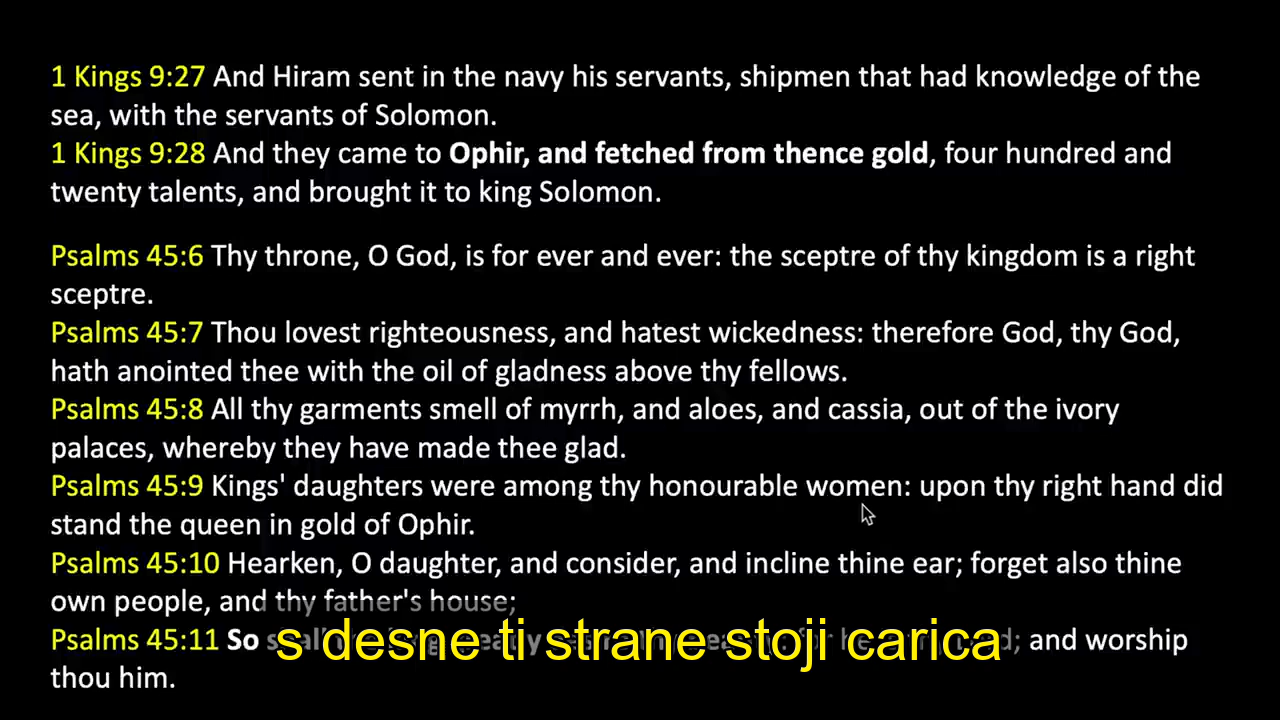 1 Kings 9:27 And Hiram sent in the navy his servants, shipmen that had knowledge of the
sea, with the servants of Solomon.
1 Kings 9:28 And they came to Ophir, and fetched from thence gold, four hundred and
twenty talents, and brought it to king Solomon.
Psalms 45:6 Thy throne, O God, is for ever and ever: the sceptre of thy kingdom is a right
sceptre.
Psalms 45:7 Thou lovest righteousness, and hatest wickedness: therefore God, thy God,
hath anointed thee with the oil of gladness above thy fellows.
Psalms 45:8 All thy garments smell of myrrh, and aloes, and cassia, out of the ivory
palaces, whereby they have made thee glad.
Psalms 45:9 Kings' daughters were among thy honourable women: upon thy right hand did
stand the queen in gold of Ophir.
Psalms 45:10 Hearken, O daughter, and consider, and incline thine ear; forget also thine
own people, and thy father's house;
Psalms 45:11 So and worship
thou him.
s desne ti strane stoji carica